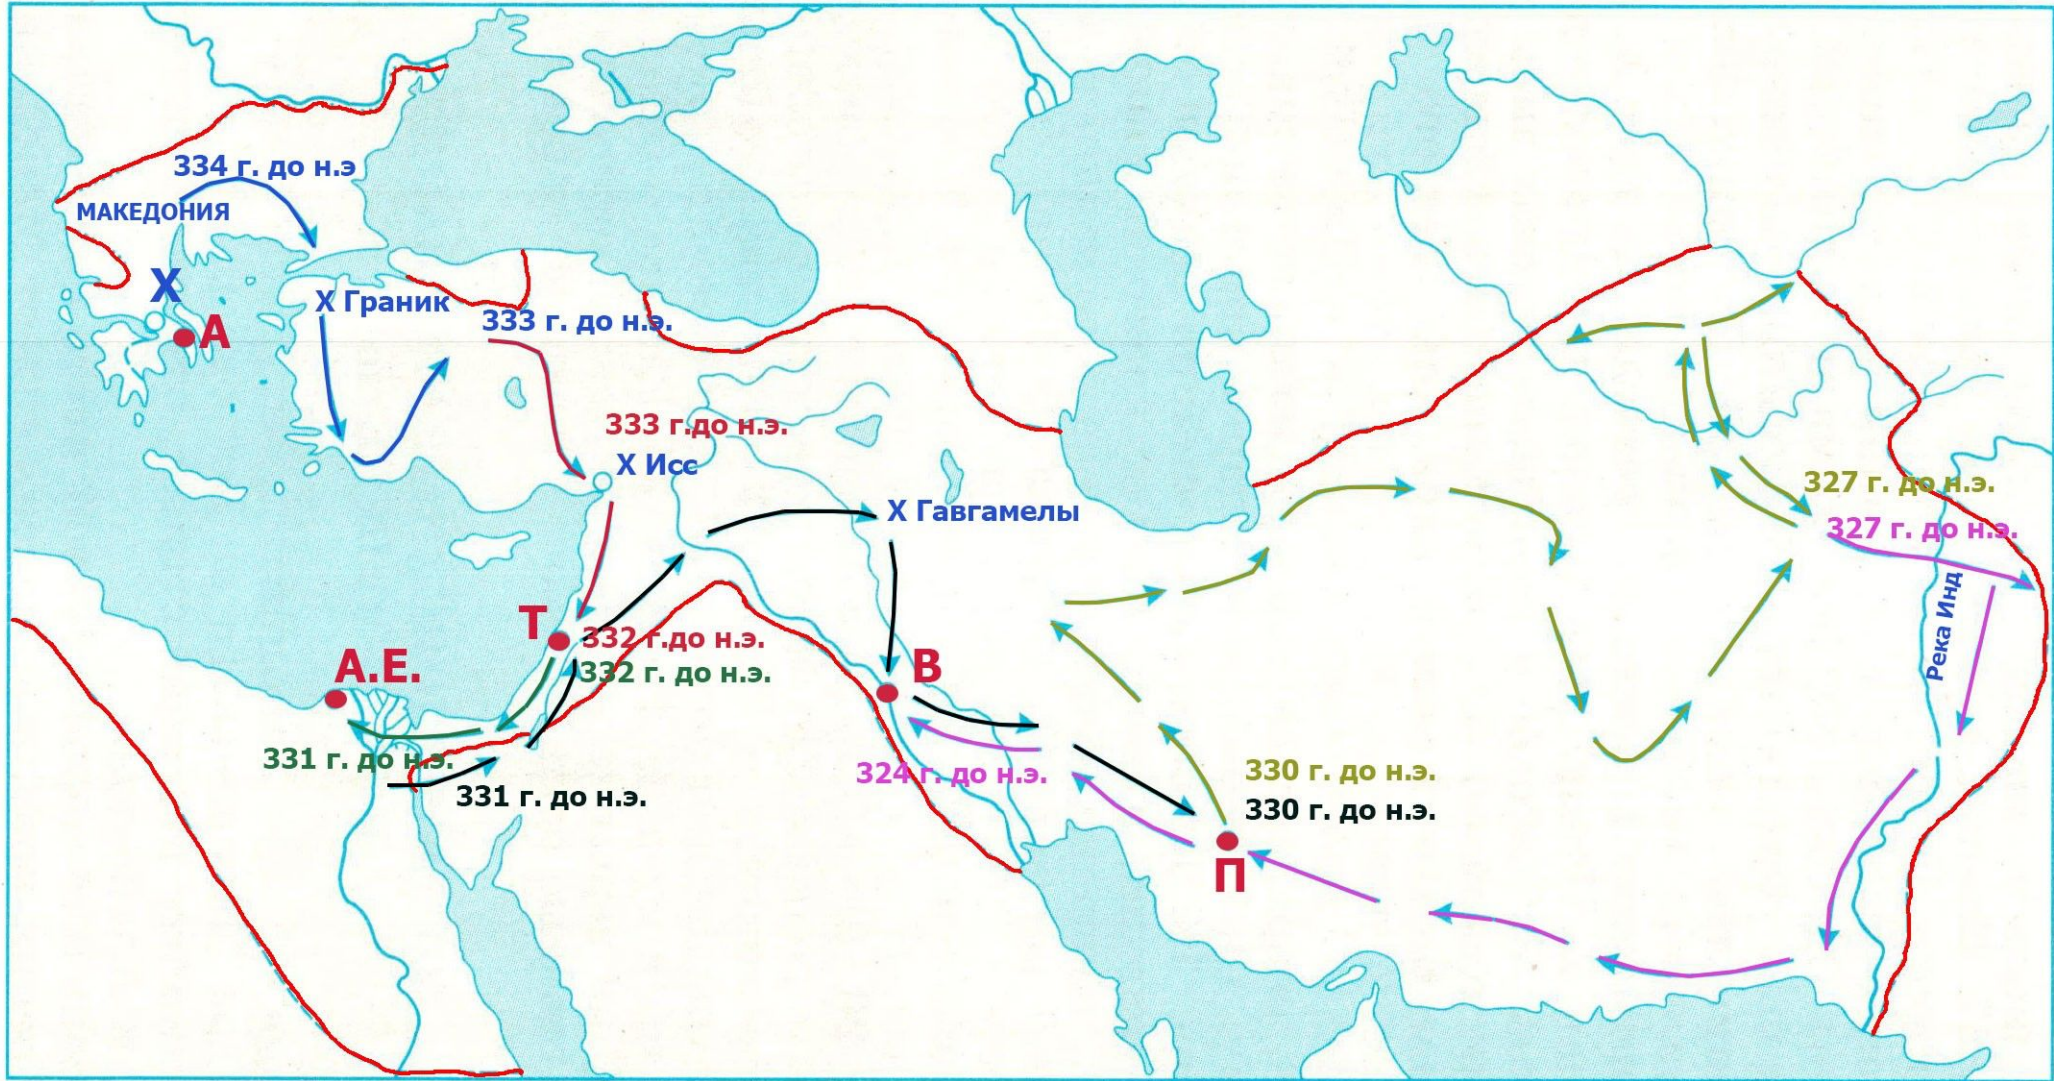 334 г. до н.э
МАКЕДОНИЯ
Х
А
Х Граник
333 г. до н.э.
333 г.до н.э.
Х Исс
Х Гавгамелы
327 г. до н.э.
327 г. до н.э.
Река Инд
Т
332 г.до н.э.
332 г. до н.э.
А.Е.
В
331 г. до н.э.
331 г. до н.э.
324 г. до н.э.
330 г. до н.э.
330 г. до н.э.
П